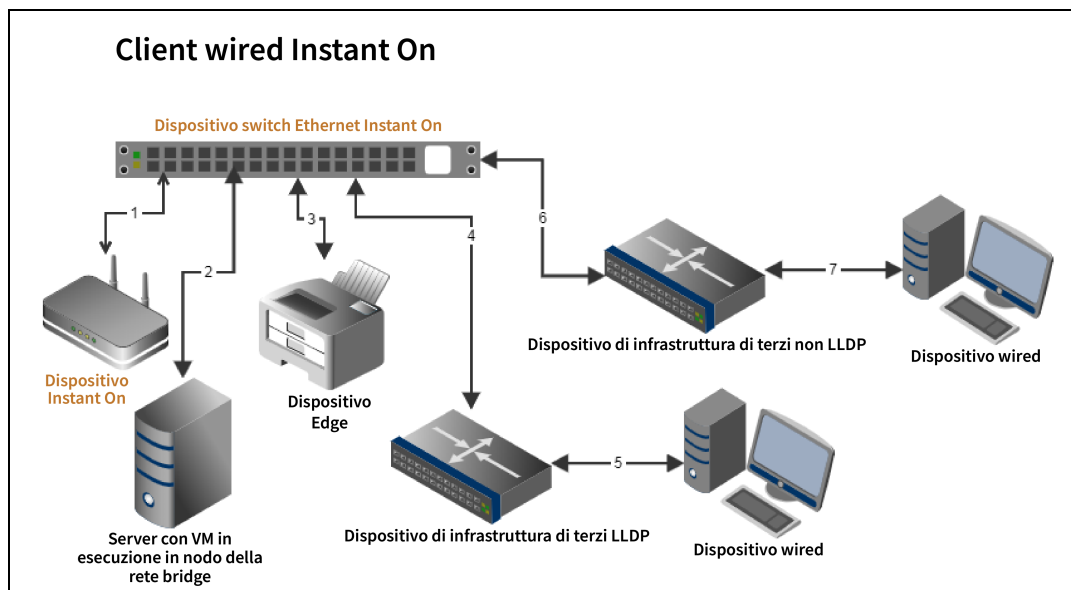 Client wired Instant On
Dispositivo switch Ethernet Instant On
1
2
3
4
6
7
Dispositivo
Instant On
Dispositivo
Edge
Dispositivo di infrastruttura di terzi non LLDP
Dispositivo wired
5
Server con VM in
esecuzione in nodo della
rete bridge
Dispositivo di infrastruttura di terzi LLDP
Dispositivo wired